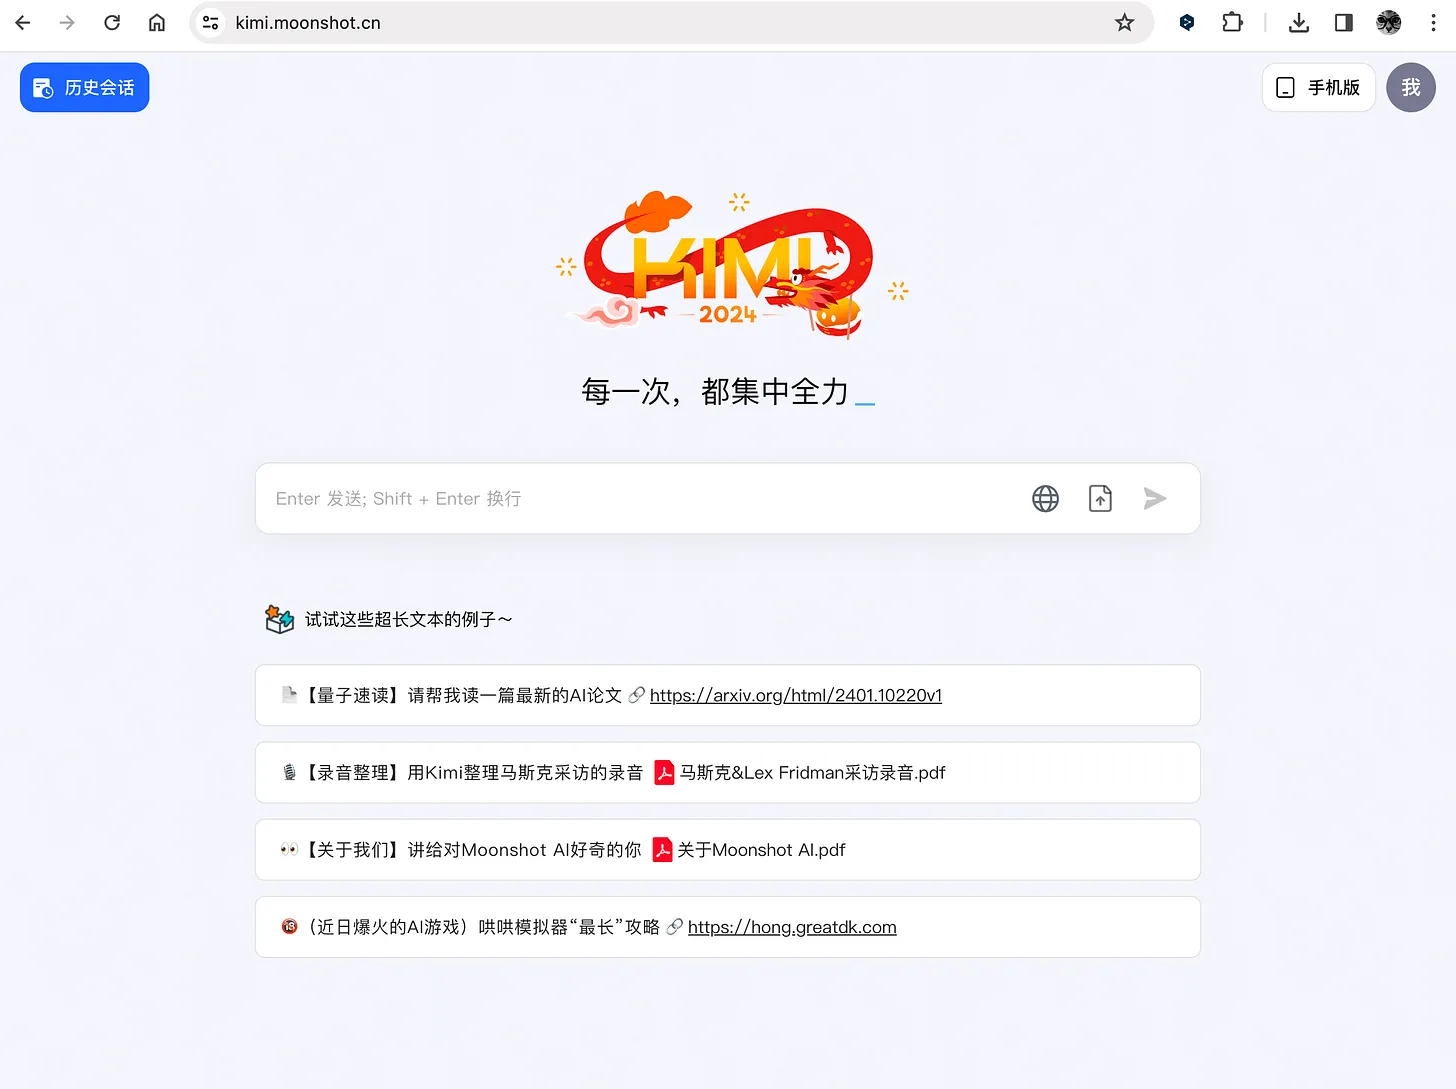 kimi.moonshot.cn
历史会话
手机版
我
KIMI
2024
每一次，都集中全力_
Enter 发送; Shift + Enter 换行
试试这些超长文本的例子～
【量子速读】请帮我读一篇最新的AI论文 🔗 https://arxiv.org/html/2401.10220v1
【录音整理】用Kimi整理马斯克采访的录音 马斯克&Lex Fridman采访录音.pdf
【关于我们】讲给对Moonshot AI好奇的你 关于Moonshot AI.pdf
🔞（近日爆火的AI游戏）哄哄模拟器“最长”攻略 🔗 https://hong.greatdk.com